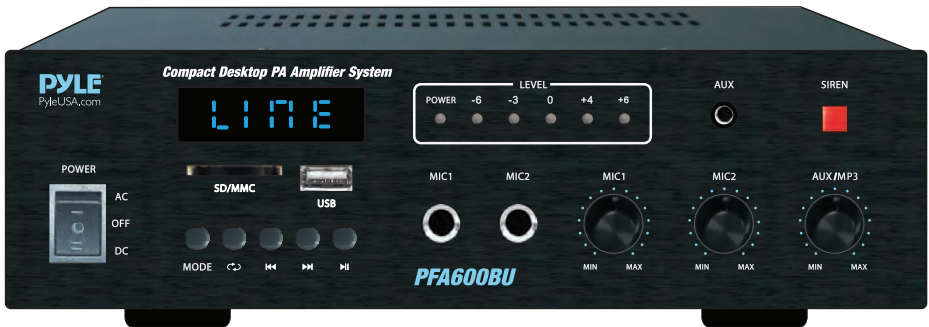 PYLE
PyleUSA.com
Compact Desktop PA Amplifier System
LINE
LEVEL
POWER -6 -3 0 +4 +6
AUX
SIREN
POWER
AC
OFF
DC
SD/MMC
USB
MIC1 MIC2
MIC1 MIC2 AUX/MP3
MODE
MIN MAX MIN MAX MIN MAX
PFA600BU